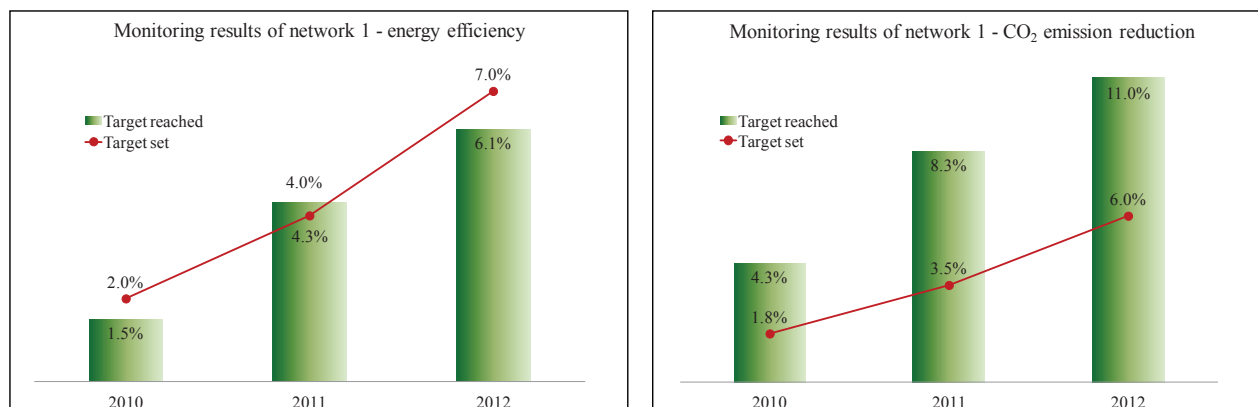 Monitoring results of network 1 - energy efficiency
Target reached
Target set
7.0%
6.1%
4.0%
4.3%
2.0%
1.5%
2010 2011 2012
Monitoring results of network 1 - CO₂ emission reduction
Target reached
Target set
11.0%
8.3%
6.0%
4.3%
3.5%
1.8%
2010 2011 2012